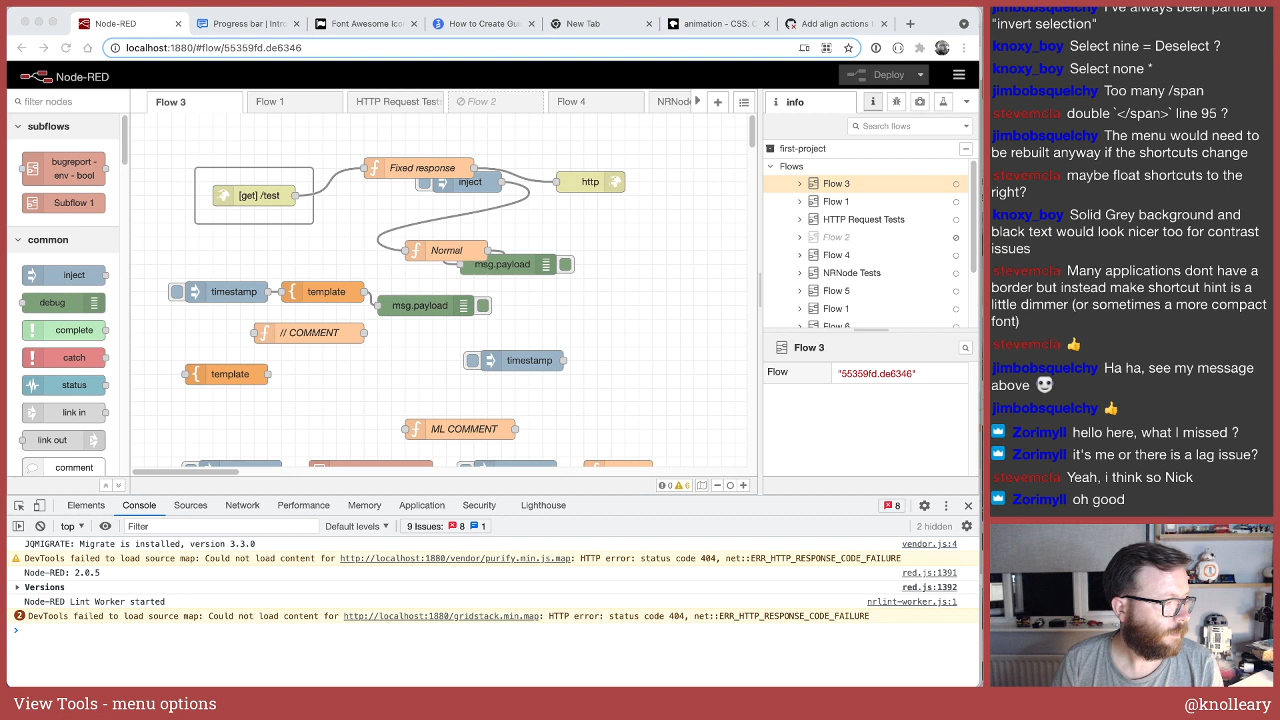 Node-RED
Progress bar | Intro
Font Awesome Icon
How to Create Gui
New Tab
animation - CSS: C
Add align actions
localhost:1880/#flow/55359fd.de6346
Node-RED
Deploy
filter nodes
Flow 3
Flow 1
HTTP Request Test
Flow 2
Flow 4
NRNod
info
subflows
bugreport -
env - bool
Subflow 1
common
inject
debug
complete
catch
status
link in
link out
comment
[get] /test
Fixed response
inject
http
Normal
msg.payload
timestamp
template
msg.payload
// COMMENT
timestamp
template
ML COMMENT
0 6
Search flows
first-project
Flows
Flow 3
Flow 1
HTTP Request Tests
Flow 2
Flow 4
NRNode Tests
Flow 5
Flow 1
Flow 6
Flow 3
Flow "55359fd.de6346"
Elements Console Sources Network Performance Memory Application Security Lighthouse 8
top Filter Default levels 9 Issues: 8 1 2 hidden
JQMIGRATE: Migrate is installed, version 3.3.0 vendor.js:4
DevTools failed to load source map: Could not load content for http://localhost:1880/vendor/purify.min.js.map: HTTP error: status code 404, net::ERR_HTTP_RESPONSE_CODE_FAILURE
Node-RED: 2.0.5 red.js:1391
Versions red.js:1392
Node-RED Lint Worker started nrlint-worker.js:1
2 DevTools failed to load source map: Could not load content for http://localhost:1880/gridstack.min.map: HTTP error: status code 404, net::ERR_HTTP_RESPONSE_CODE_FAILURE
jimbobsquelchy I've always been partial to
"invert selection"
knoxy_boy Select nine = Deselect ?
knoxy_boy Select none *
jimbobsquelchy Too many /span
stevemcla double `</span>` line 95 ?
jimbobsquelchy The menu would need to
be rebuilt anyway if the shortcuts change
stevemcla maybe float shortcuts to the
right?
knoxy_boy Solid Grey background and
black text would look nicer too for contrast
issues
stevemcla Many applications dont have a
border but instead make shortcut hint is a
little dimmer (or sometimes a more compact
font)
stevemcla
jimbobsquelchy Ha ha, see my message
above
jimbobsquelchy
Zorimyll hello here, what I missed ?
Zorimyll it's me or there is a lag issue?
stevemcla Yeah, i think so Nick
Zorimyll oh good
View Tools - menu options
@knolleary